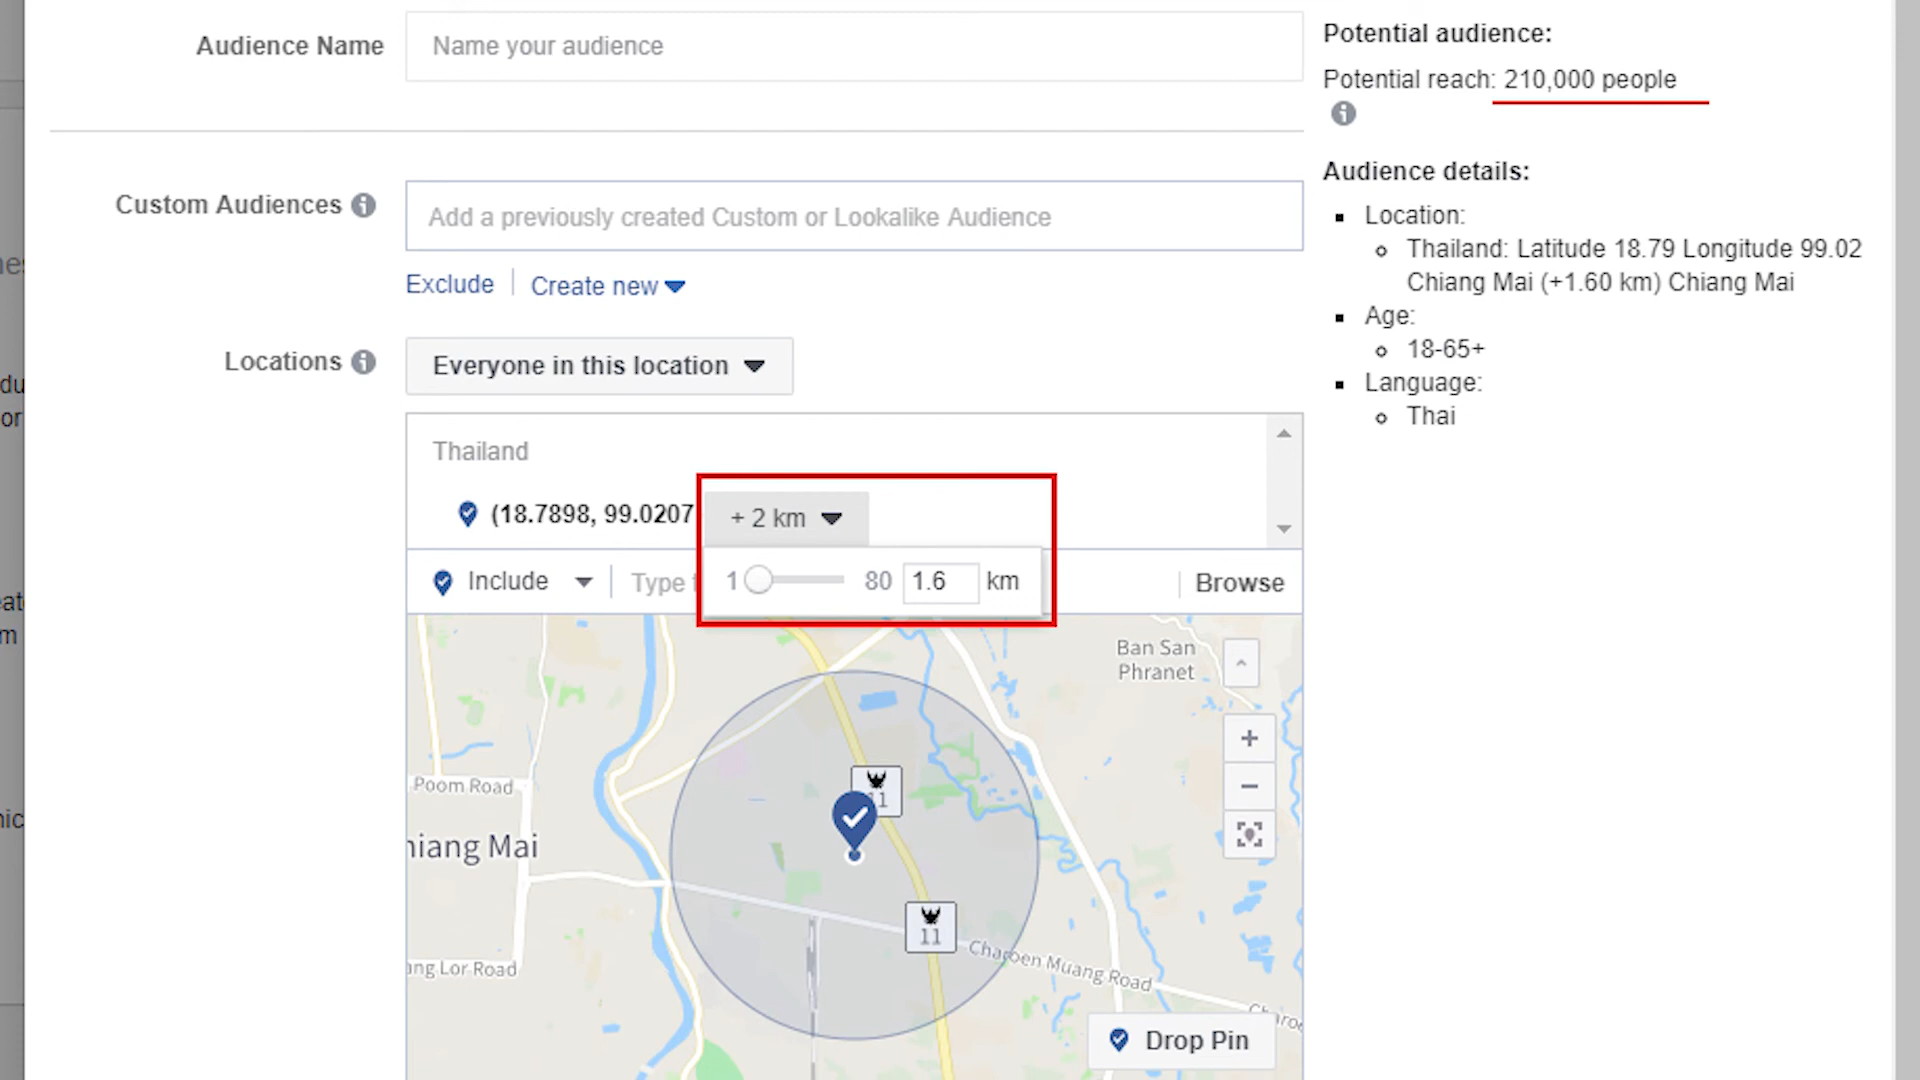 Audience Name
Name your audience
Potential audience:
Potential reach: 210,000 people
Custom Audiences
Add a previously created Custom or Lookalike Audience
Exclude
Create new
Audience details:
Location:
Thailand: Latitude 18.79 Longitude 99.02
Chiang Mai (+1.60 km) Chiang Mai
Age:
18-65+
Language:
Thai
Locations
Everyone in this location
Thailand
(18.7898, 99.0207
+ 2 km
Include
Type
1
80
1.6
km
Browse
Ban San
Phranet
Poom Road
hiang Mai
11
11
ang Lor Road
Charoen Muang Road
Charo
Drop Pin
+
−